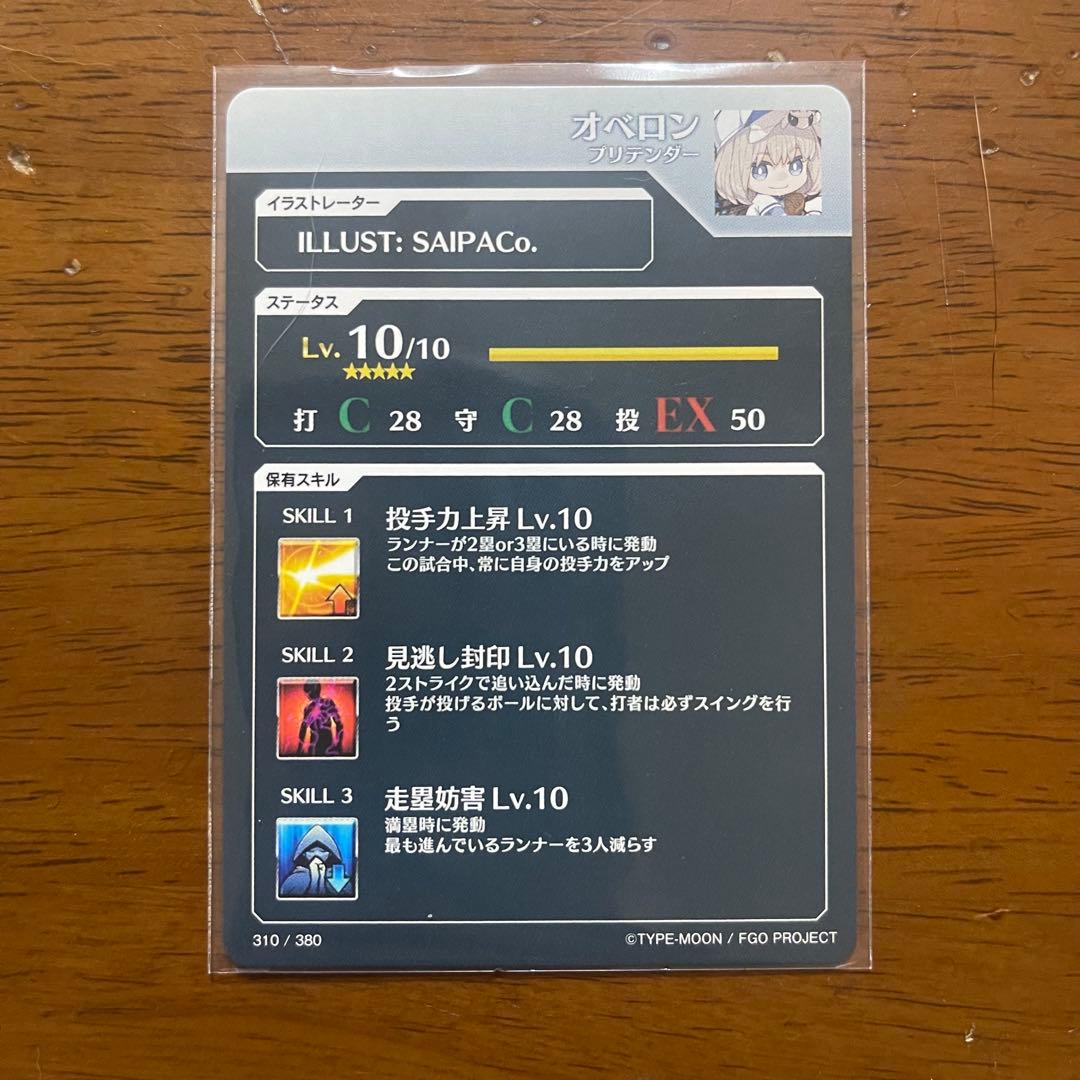 オベロン
プリテンダー
イラストレーター
ILLUST: SAIPACo.
ステータス
Lv. 10/10
★★★★★
打 C 28 守 C 28 投 EX 50
保有スキル
SKILL 1
投手力上昇 Lv.10
ランナーが2塁or3塁にいる時に発動
この試合中、常に自身の投手力をアップ
SKILL 2
見逃し封印 Lv.10
2ストライクで追い込んだ時に発動
投手が投げるボールに対して、打者は必ずスイングを行
う
SKILL 3
走塁妨害 Lv.10
満塁時に発動
最も進んでいるランナーを3人減らす
310 / 380
©TYPE-MOON / FGO PROJECT